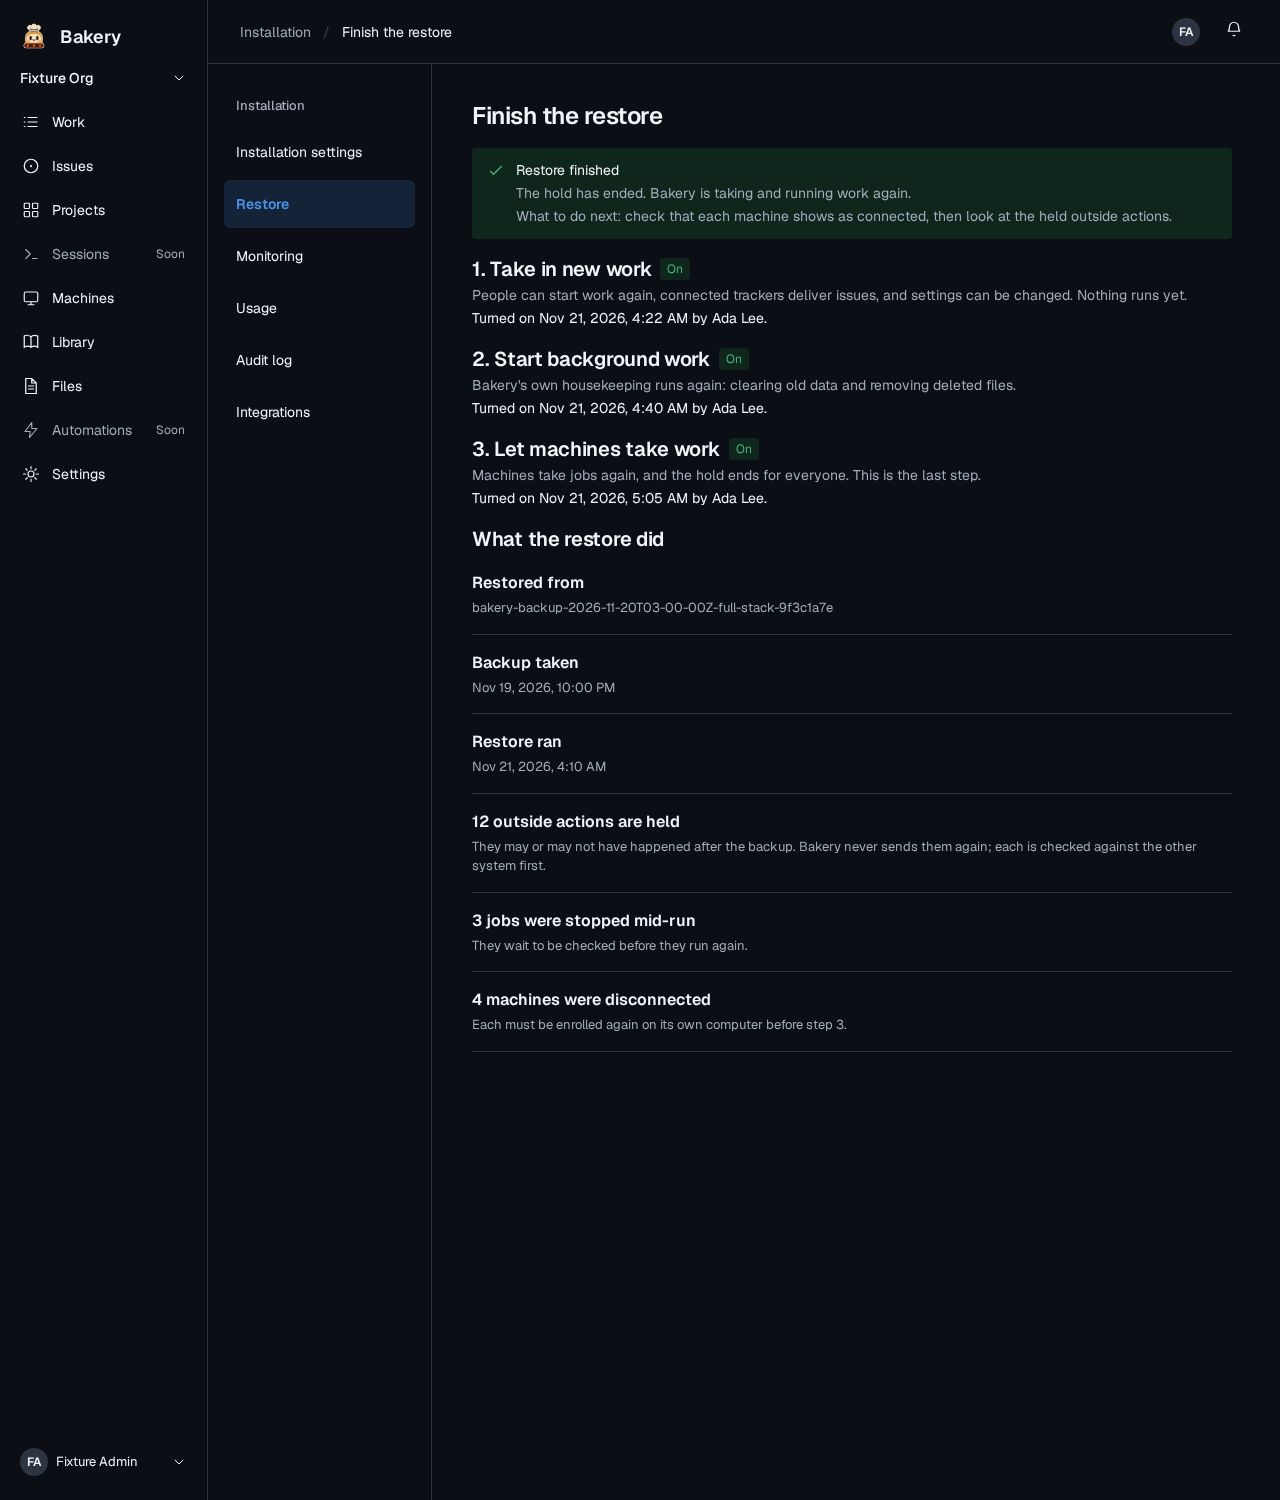 Bakery
Fixture Org
Work
Issues
Projects
Sessions Soon
Machines
Library
Files
Automations Soon
Settings
FA Fixture Admin
Installation / Finish the restore
FA
Installation
Installation settings
Restore
Monitoring
Usage
Audit log
Integrations
Finish the restore
Restore finished
The hold has ended. Bakery is taking and running work again.
What to do next: check that each machine shows as connected, then look at the held outside actions.
1. Take in new work On
People can start work again, connected trackers deliver issues, and settings can be changed. Nothing runs yet.
Turned on Nov 21, 2026, 4:22 AM by Ada Lee.
2. Start background work On
Bakery's own housekeeping runs again: clearing old data and removing deleted files.
Turned on Nov 21, 2026, 4:40 AM by Ada Lee.
3. Let machines take work On
Machines take jobs again, and the hold ends for everyone. This is the last step.
Turned on Nov 21, 2026, 5:05 AM by Ada Lee.
What the restore did
Restored from
bakery-backup-2026-11-20T03-00-00Z-full-stack-9f3c1a7e
Backup taken
Nov 19, 2026, 10:00 PM
Restore ran
Nov 21, 2026, 4:10 AM
12 outside actions are held
They may or may not have happened after the backup. Bakery never sends them again; each is checked against the other
system first.
3 jobs were stopped mid-run
They wait to be checked before they run again.
4 machines were disconnected
Each must be enrolled again on its own computer before step 3.